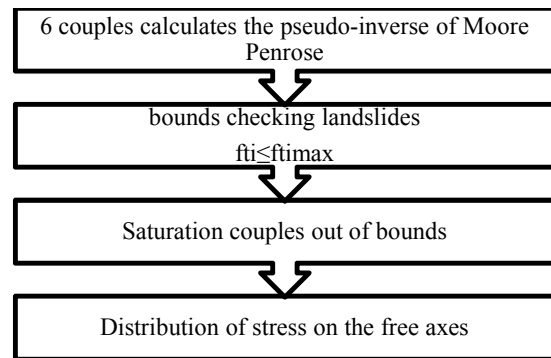 6 couples calculates the pseudo-inverse of Moore
Penrose
bounds checking landslides
fti≤ftimax
Saturation couples out of bounds
Distribution of stress on the free axes